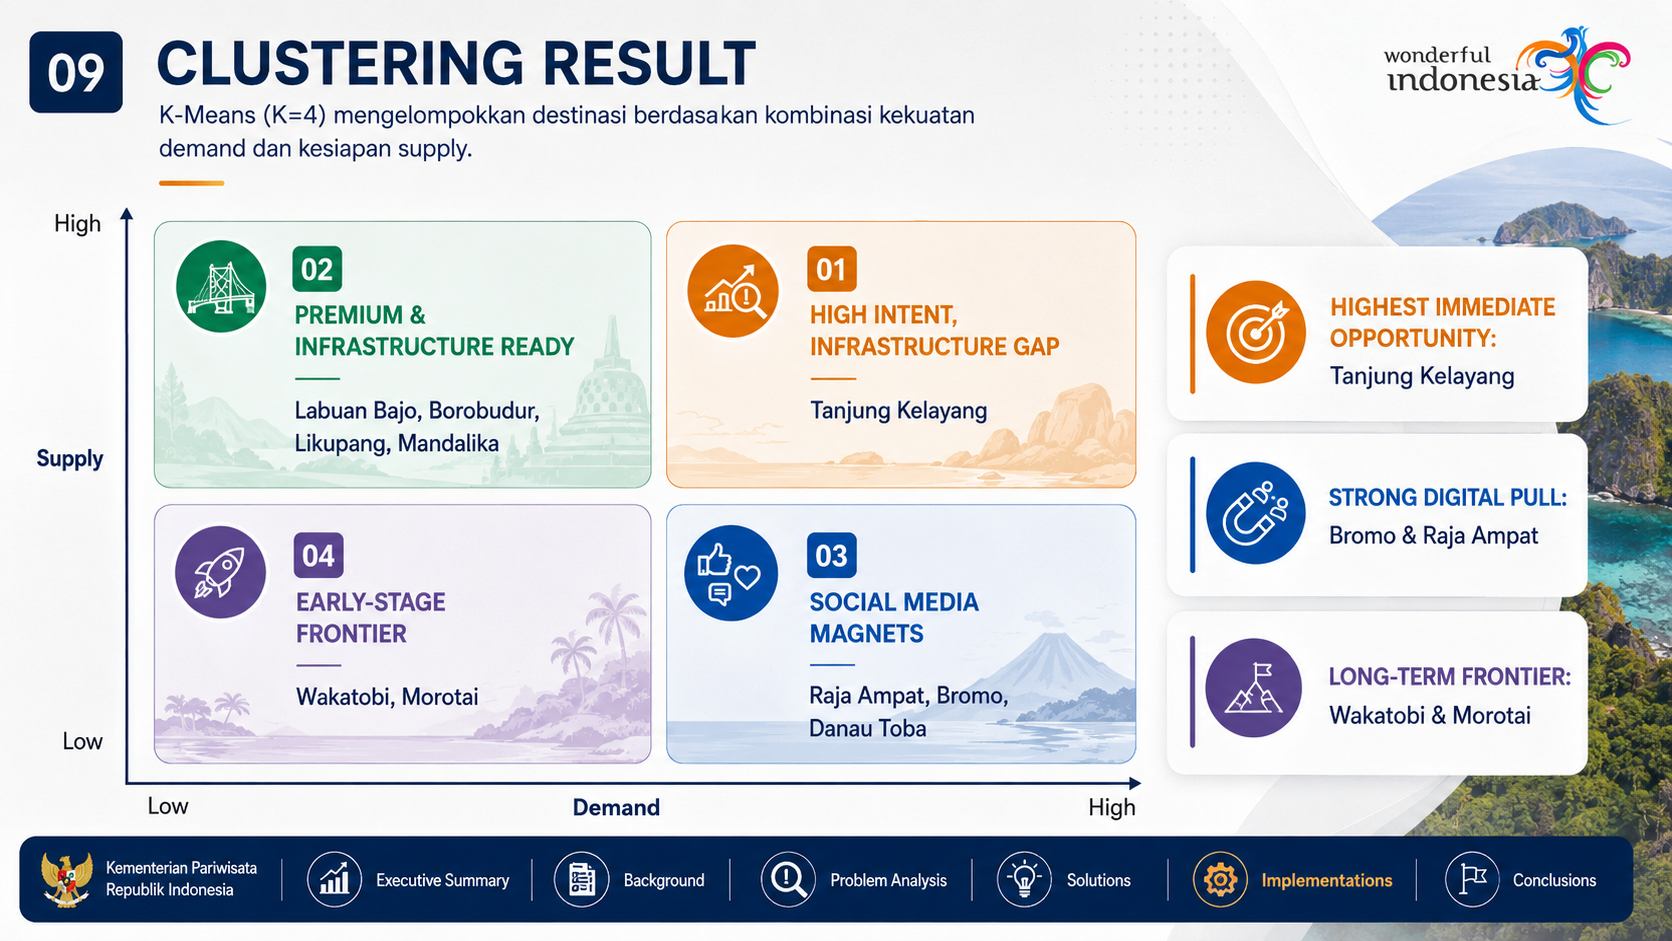 09
CLUSTERING RESULT
K-Means (K=4) mengelompokkan destinasi berdasakan kombinasi kekuatan
demand dan kesiapan supply.
wonderful
indonesia
High
Supply
Low
Low
Demand
High
02
PREMIUM &
INFRASTRUCTURE READY
Labuan Bajo, Borobudur,
Likupang, Mandalika
01
HIGH INTENT,
INFRASTRUCTURE GAP
Tanjung Kelayang
04
EARLY-STAGE
FRONTIER
Wakatobi, Morotai
03
SOCIAL MEDIA
MAGNETS
Raja Ampat, Bromo,
Danau Toba
HIGHEST IMMEDIATE
OPPORTUNITY:
Tanjung Kelayang
STRONG DIGITAL PULL:
Bromo & Raja Ampat
LONG-TERM FRONTIER:
Wakatobi & Morotai
Kementerian Pariwisata
Republik Indonesia
Executive Summary
Background
Problem Analysis
Solutions
Implementations
Conclusions